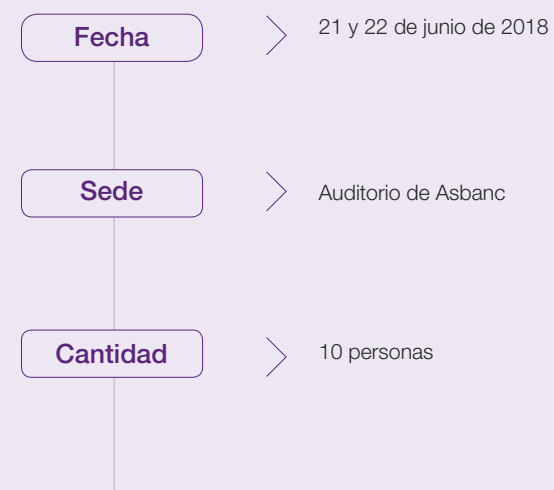 Fecha
21 y 22 de junio de 2018
Sede
Auditorio de Asbanc
Cantidad
10 personas